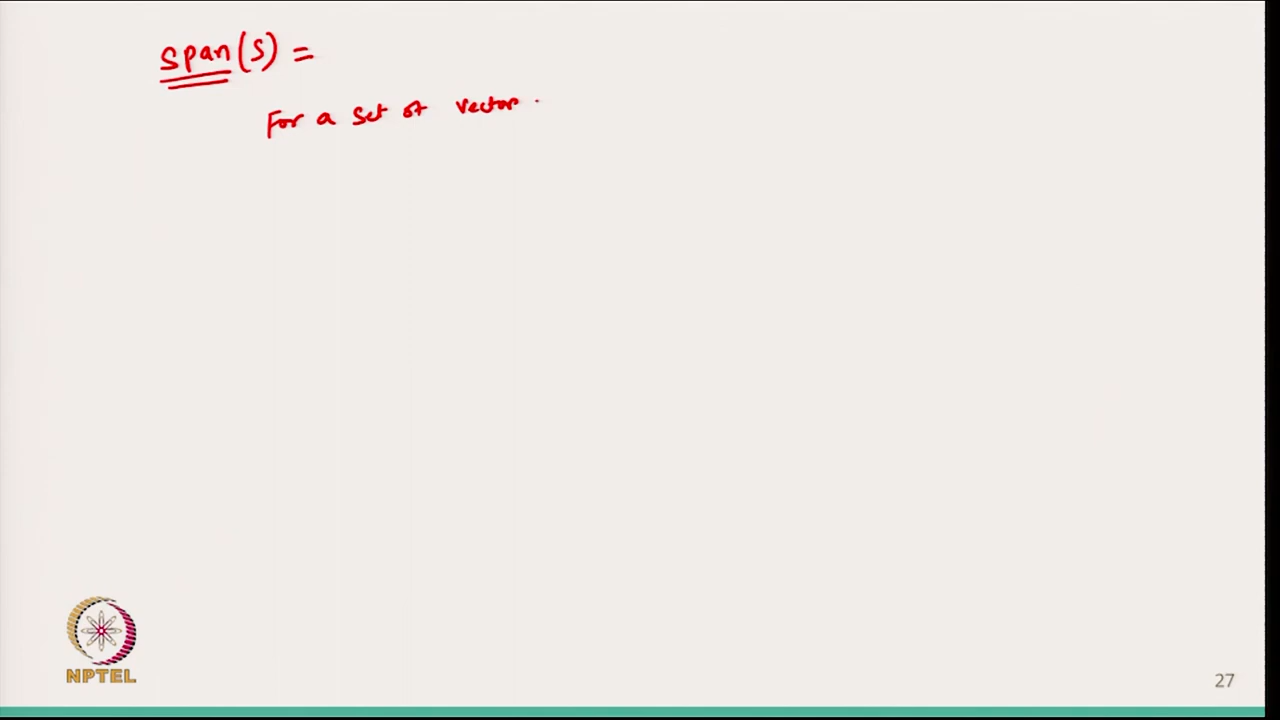 span(S) =
For a set of vector .
NPTEL
27